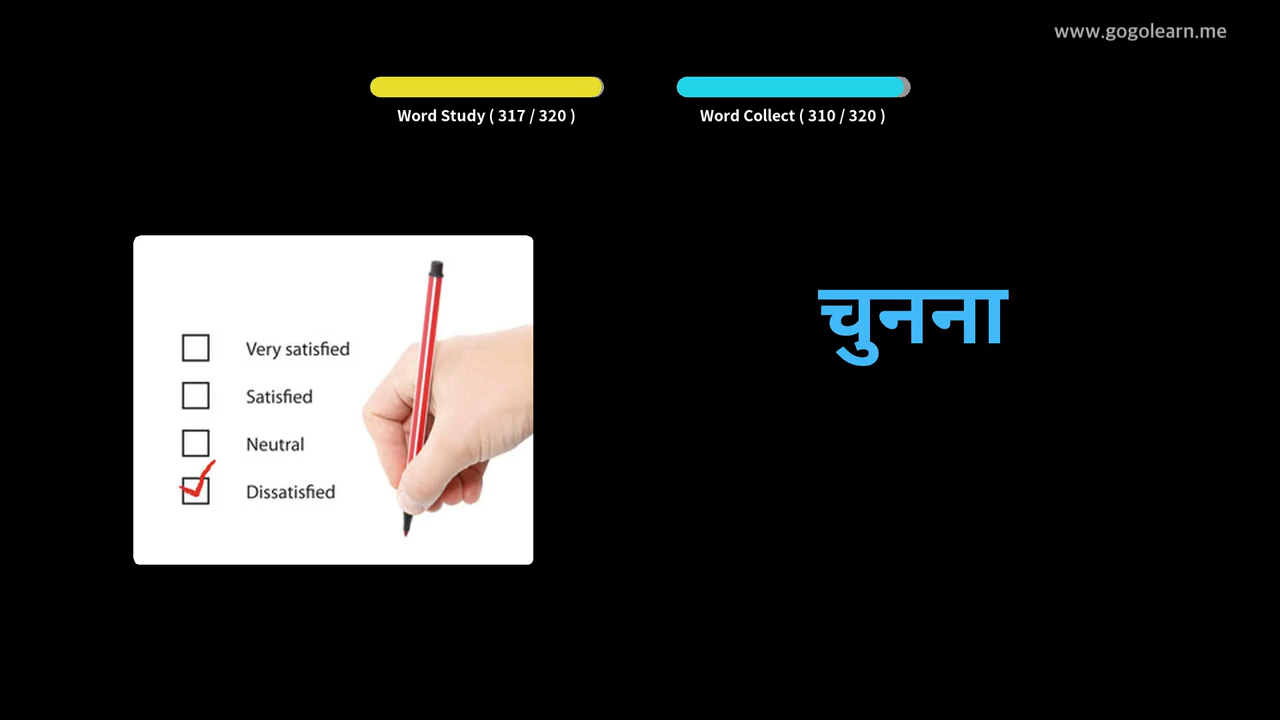 www.gogolearn.me
Word Study ( 317 / 320 )
Word Collect ( 310 / 320 )
Very satisfied
Satisfied
Neutral
Dissatisfied
चुनना